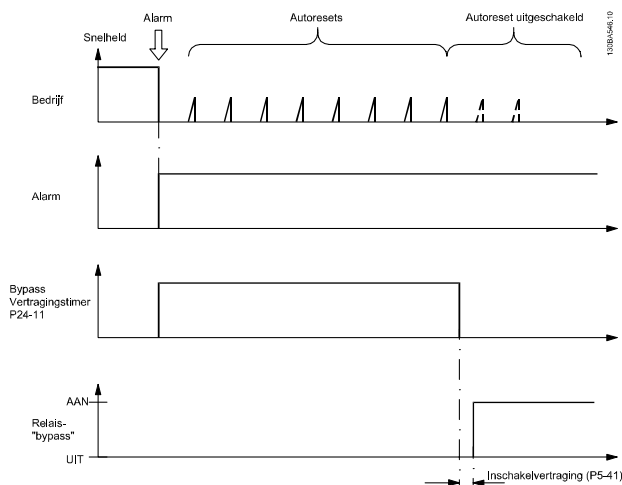 Alarm
Autoresets
Autoreset uitgeschakeld
130BA546.10
Snelheld
Bedrijf
Alarm
Bypass
Vertragingstimer
P24-11
AAN
Relais-
"bypass"
UIT
Inschakelvertraging (P5-41)